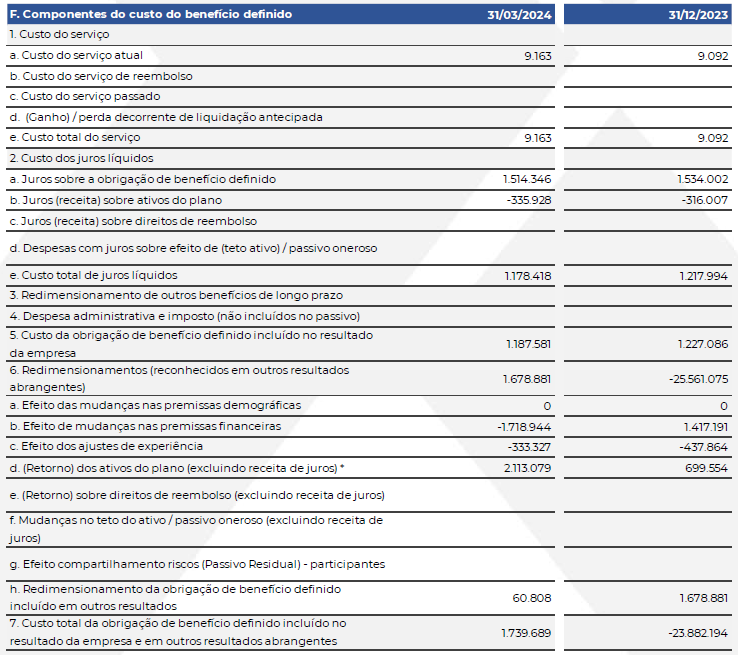 F. Componentes do custo do benefício definido 31/03/2024 31/12/2023
1. Custo do serviço
a. Custo do serviço atual 9.163 9.092
b. Custo do serviço de reembolso
c. Custo do serviço passado
d. (Ganho) / perda decorrente de liquidação antecipada
e. Custo total do serviço 9.163 9.092
2. Custo dos juros líquidos
a. Juros sobre a obrigação de benefício definido 1.514.346 1.534.002
b. Juros (receita) sobre ativos do plano -335.928 -316.007
c. Juros (receita) sobre direitos de reembolso
d. Despesas com juros sobre efeito de (teto ativo) / passivo oneroso
e. Custo total de juros líquidos 1.178.418 1.217.994
3. Redimensionamento de outros benefícios de longo prazo
4. Despesa administrativa e imposto (não incluídos no passivo)
5. Custo da obrigação de benefício definido incluído no resultado
da empresa 1.187.581 1.227.086
6. Redimensionamentos (reconhecidos em outros resultados
abrangentes) 1.678.881 -25.561.075
a. Efeito das mudanças nas premissas demográficas 0 0
b. Efeito de mudanças nas premissas financeiras -1.718.944 1.417.191
c. Efeito dos ajustes de experiência -333.327 -437.864
d. (Retorno) dos ativos do plano (excluindo receita de juros) * 2.113.079 699.554
e. (Retorno) sobre direitos de reembolso (excluindo receita de juros)
f. Mudanças no teto do ativo / passivo oneroso (excluindo receita de
juros)
g. Efeito compartilhamento riscos (Passivo Residual) - participantes
h. Redimensionamento da obrigação de benefício definido
incluído em outros resultados 60.808 1.678.881
7. Custo total da obrigação de benefício definido incluído no
resultado da empresa e em outros resultados abrangentes 1.739.689 -23.882.194